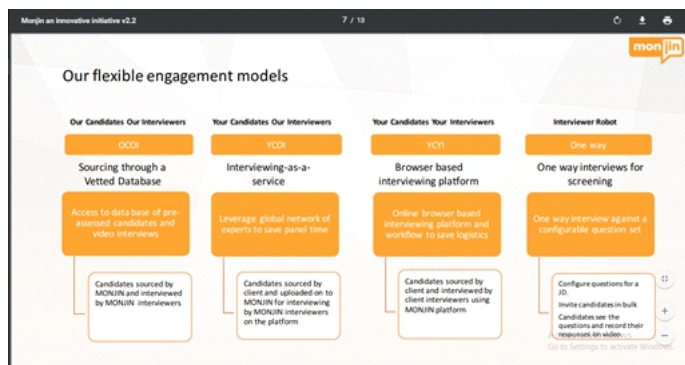 Monjin an innovative initiative v2.2
7 / 13
monjin
Our flexible engagement models
Our Candidates Our Interviewers
OCOI
Sourcing through a
Vetted Database
Access to data base of pre-
assessed candidates and
video interviews
Candidates sourced by
MONJIN and interviewed
by MONJIN interviewers
Your Candidates Our Interviewers
YCOI
Interviewing-as-a-
service
Leverage global network of
experts to save panel time
Candidates sourced by
client and uploaded on to
MONJIN for interviewing
by MONJIN interviewers
on the platform
Your Candidates Your Interviewers
YCYI
Browser based
interviewing platform
Online browser based
interviewing platform and
workflow to save logistics
Candidates sourced by
client and interviewed by
client interviewers using
MONJIN platform
Interviewer Robot
One way
One way interviews for
screening
One way interview against a
configurable question set
Configure questions for a
JD.
Invite candidates in bulk
Candidates see the
questions and record their
responses on video.
Go to Settings to activate Windows.